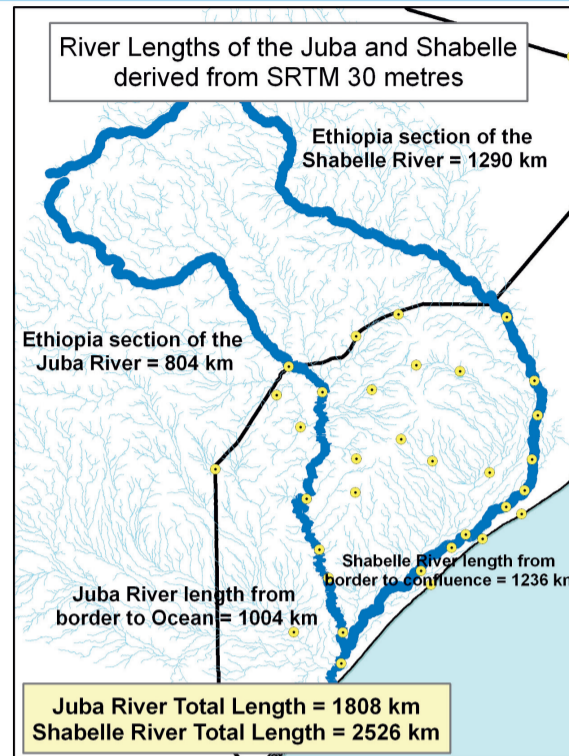 River Lengths of the Juba and Shabelle
derived from SRTM 30 metres
Ethiopia section of the
Shabelle River = 1290 km
Ethiopia section of the
Juba River = 804 km
Shabelle River length from
border to confluence = 1236 km
Juba River length from
border to Ocean = 1004 km
Juba River Total Length = 1808 km
Shabelle River Total Length = 2526 km